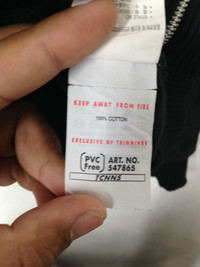 KEEP AWAY FROM FIRE
100% COTTON
EXCLUSIVE OF TRIMMINGS
PVC ART. NO.
Free 547865
TCNNS